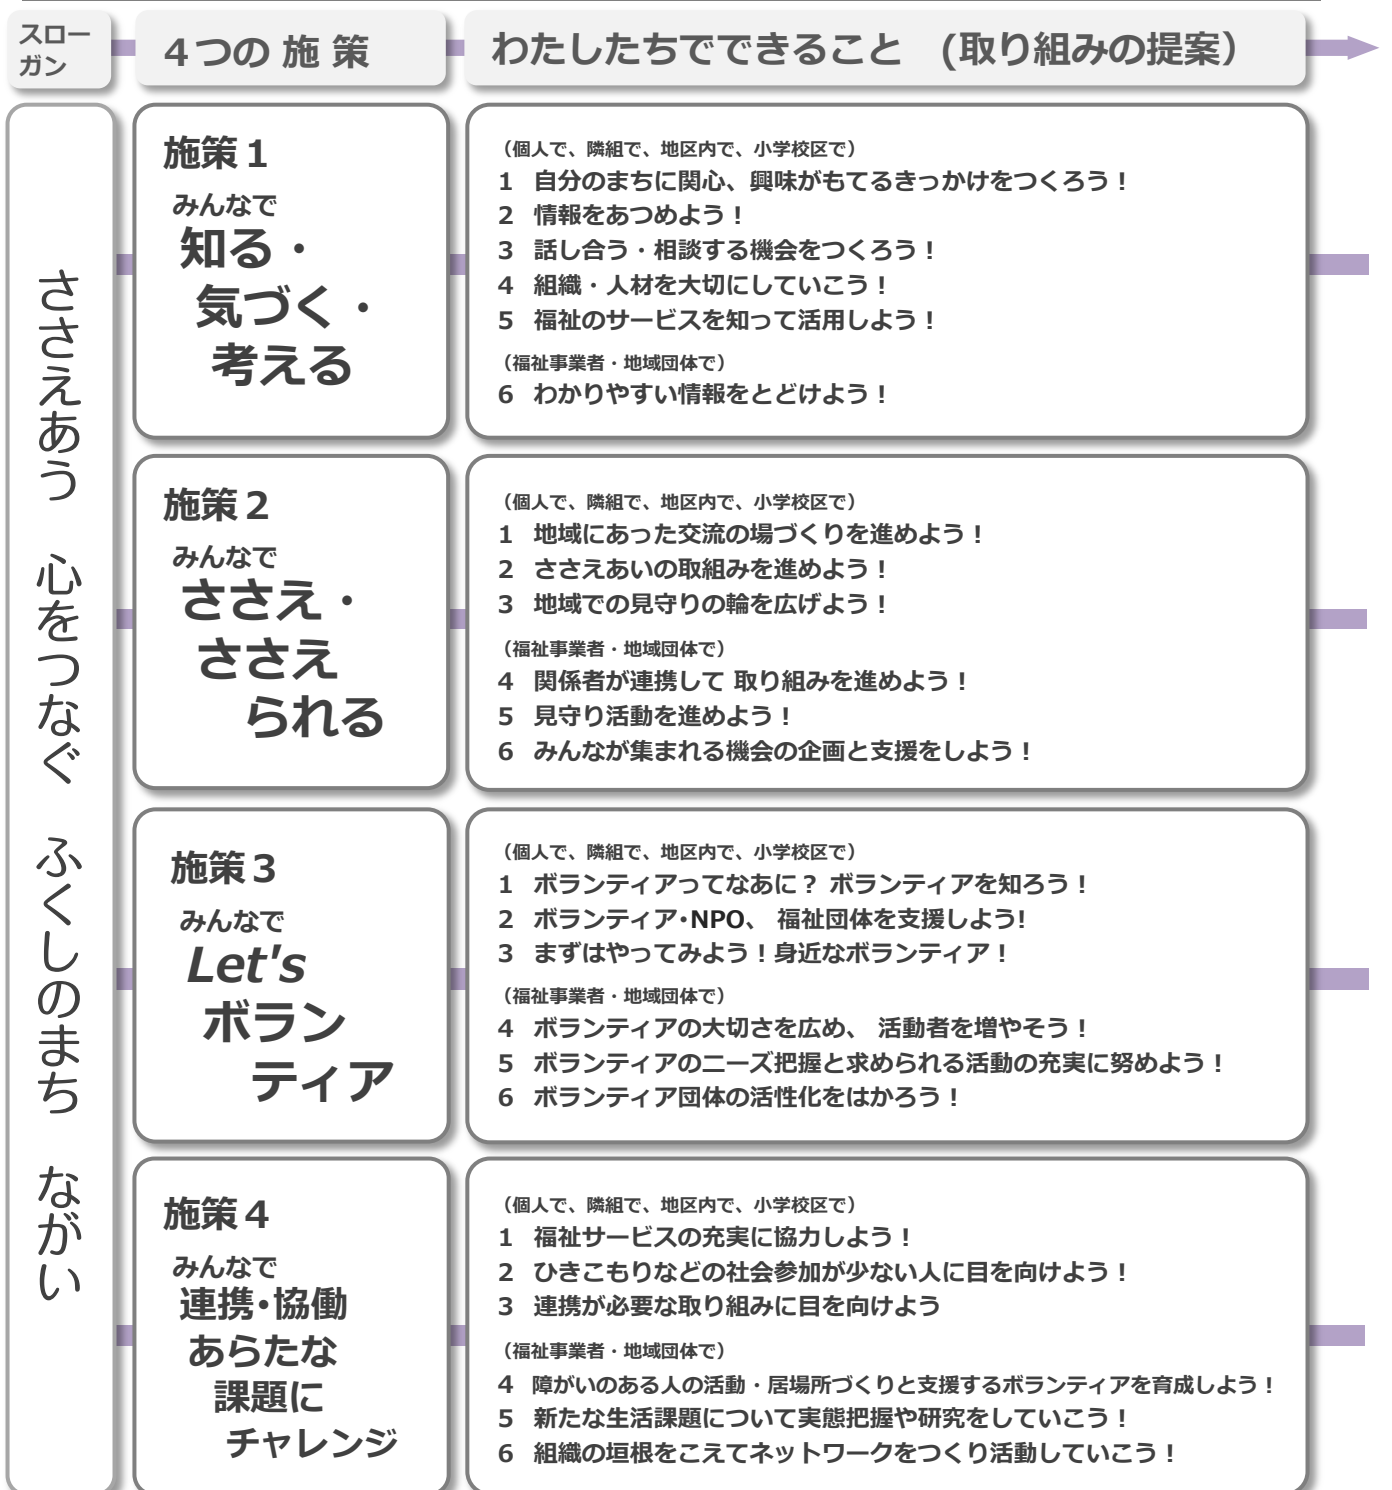 スロー
ガン
４つの 施 策
わたしたちでできること　(取り組みの提案）
ささえあう　心をつなぐ　ふくしのまち　ながい
施策１
みんなで
知る・
気づく・
考える
（個人で、隣組で、地区内で、小学校区で）
1　自分のまちに関心、興味がもてるきっかけをつくろう！
2　情報をあつめよう！
3　話し合う・相談する機会をつくろう！
4　組織・人材を大切にしていこう！
5　福祉のサービスを知って活用しよう！
（福祉事業者・地域団体で）
6　わかりやすい情報をとどけよう！
施策２
みんなで
ささえ・
ささえ
られる
（個人で、隣組で、地区内で、小学校区で）
1　地域にあった交流の場づくりを進めよう！
2　ささえあいの取組みを進めよう！
3　地域での見守りの輪を広げよう！
（福祉事業者・地域団体で）
4　関係者が連携して 取り組みを進めよう！
5　見守り活動を進めよう！
6　みんなが集まれる機会の企画と支援をしよう！
施策３
みんなで
Let's
ボラン
ティア
（個人で、隣組で、地区内で、小学校区で）
1　ボランティアってなあに？ ボランティアを知ろう！
2　ボランティア・NPO、 福祉団体を支援しよう!
3　まずはやってみよう！身近なボランティア！
（福祉事業者・地域団体で）
4　ボランティアの大切さを広め、 活動者を増やそう！
5　ボランティアのニーズ把握と求められる活動の充実に努めよう！
6　ボランティア団体の活性化をはかろう！
施策４
みんなで
連携・協働
あらたな
課題に
チャレンジ
（個人で、隣組で、地区内で、小学校区で）
1　福祉サービスの充実に協力しよう！
2　ひきこもりなどの社会参加が少ない人に目を向けよう！
3　連携が必要な取り組みに目を向けよう
（福祉事業者・地域団体で）
4　障がいのある人の活動・居場所づくりと支援するボランティアを育成しよう！
5　新たな生活課題について実態把握や研究をしていこう！
6　組織の垣根をこえてネットワークをつくり活動していこう！